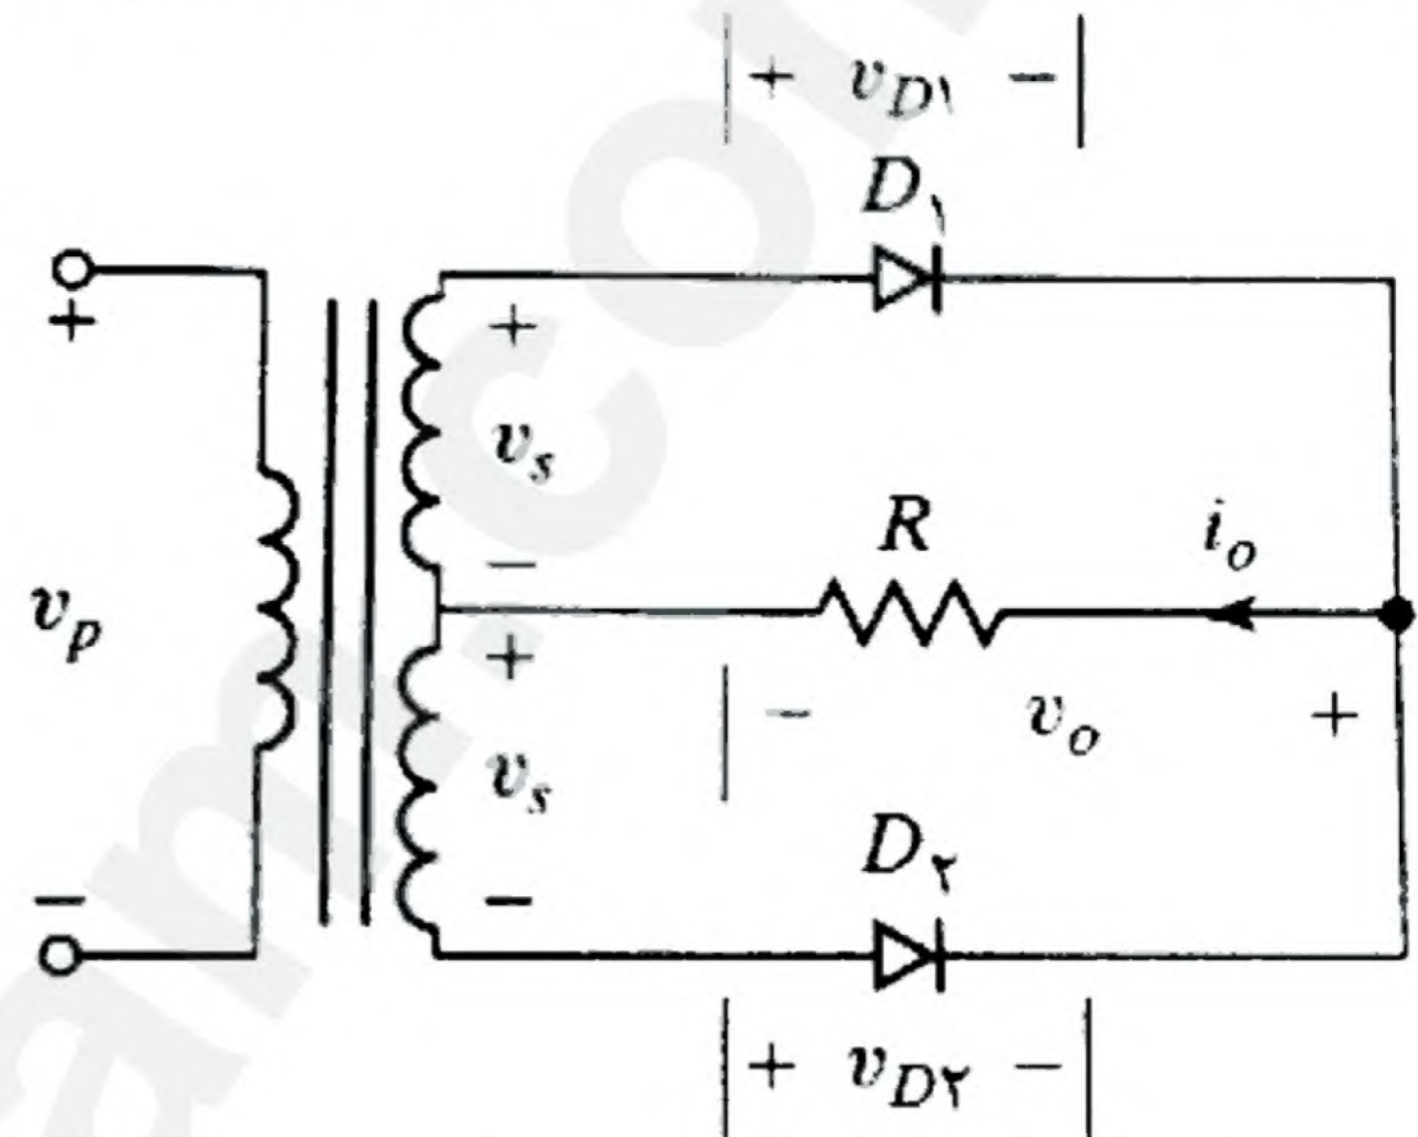 + v_D۱ −
D۱
+
+
v_s
−
R
i_o
v_p
+
−
v_o
+
v_s
D۲
−
−
+ v_D۲ −